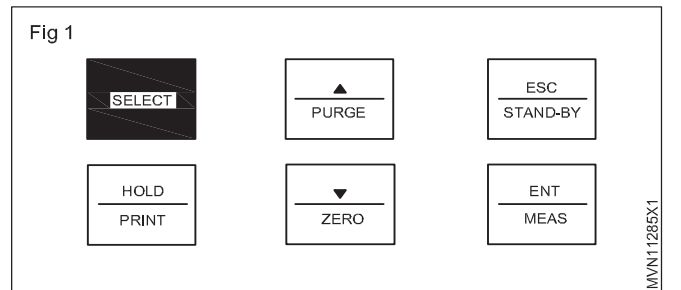 Fig 1
SELECT
▲
PURGE
ESC
STAND-BY
HOLD
PRINT
▼
ZERO
ENT
MEAS
MVN11285X1